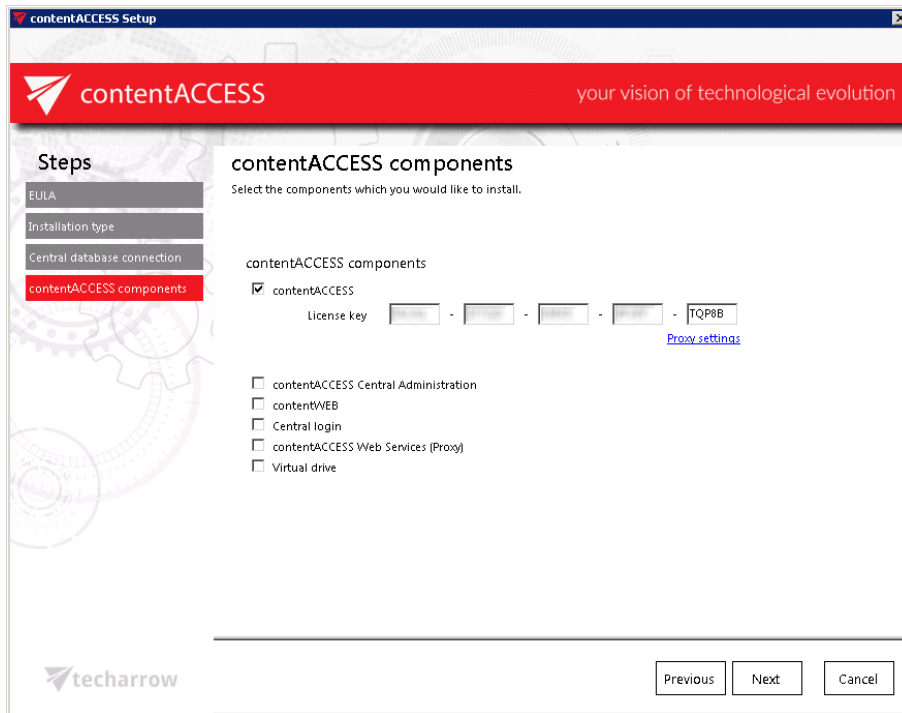 contentACCESS Setup
contentACCESS
your vision of technological evolution
Steps
EULA
Installation type
Central database connection
contentACCESS components
contentACCESS components
Select the components which you would like to install.
contentACCESS components
contentACCESS
License key - - - - TQP8B
Proxy settings
contentACCESS Central Administration
contentWEB
Central login
contentACCESS Web Services (Proxy)
Virtual drive
techarrow
Previous Next Cancel